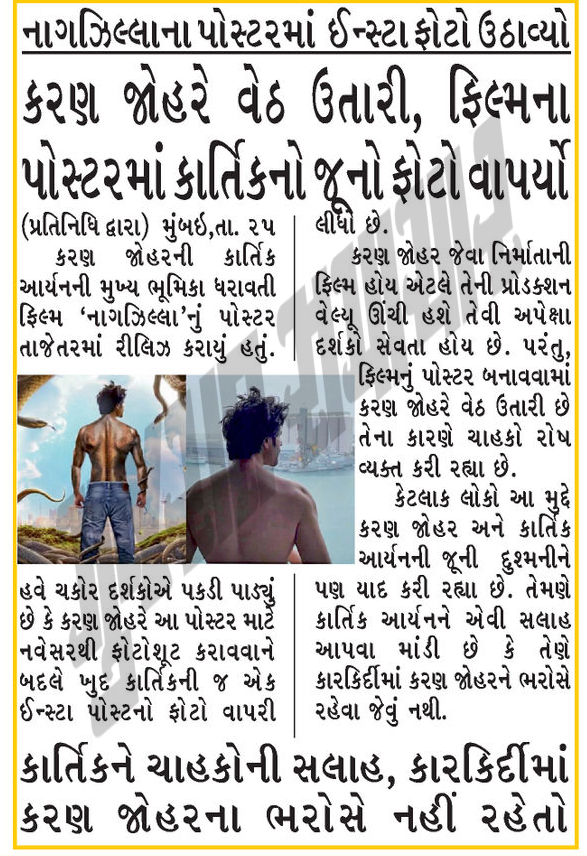 નાગઝિલ્લાના પોસ્ટરમાં ઈન્સ્ટા ફોટો ઉઠાવ્યો
કરણ જોહરે વેઠ ઉતારી, ફિલ્મના
પોસ્ટરમાં કાર્તિકનો જૂનો ફોટો વાપર્યો
(પ્રતિનિધિ દ્વારા) મુંબઇ,તા. ૨૫
કરણ જોહરની કાર્તિક
આર્યનની મુખ્ય ભૂમિકા ધરાવતી
ફિલ્મ ‘નાગઝિલ્લા’નું પોસ્ટર
તાજેતરમાં રીલિઝ કરાયું હતું.
હવે ચકોર દર્શકોએ પકડી પાડ્યું
છે કે કરણ જોહરે આ પોસ્ટર માટે
નવેસરથી ફોટોશૂટ કરાવવાને
બદલે ખુદ કાર્તિકની જ એક
ઈન્સ્ટા પોસ્ટનો ફોટો વાપરી
લીધો છે.
કરણ જોહર જેવા નિર્માતાની
ફિલ્મ હોય એટલે તેની પ્રોડક્શન
વેલ્યૂ ઊંચી હશે તેવી અપેક્ષા
દર્શકો સેવતા હોય છે. પરંતુ,
ફિલ્મનું પોસ્ટર બનાવવામાં
કરણ જોહરે વેઠ ઉતારી છે
તેના કારણે ચાહકો રોષ
વ્યક્ત કરી રહ્યા છે.
કેટલાક લોકો આ મુદ્દે
કરણ જોહર અને કાર્તિક
આર્યનની જૂની દુશ્મનીને
પણ યાદ કરી રહ્યા છે. તેમણે
કાર્તિક આર્યનને એવી સલાહ
આપવા માંડી છે કે તેણે
કારકિર્દીમાં કરણ જોહરને ભરોસે
રહેવા જેવું નથી.
કાર્તિકને ચાહકોની સલાહ, કારકિર્દીમાં
કરણ જોહરના ભરોસે નહીં રહેતો